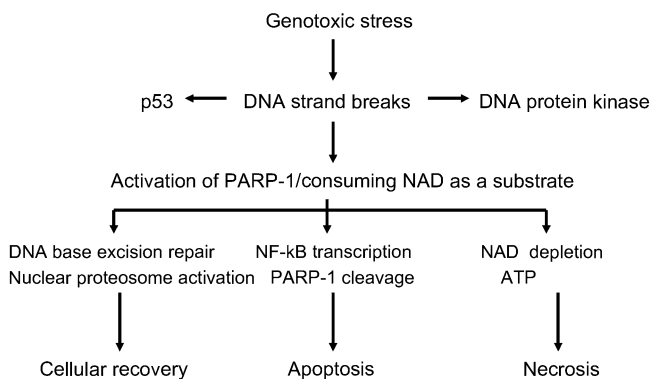 Genotoxic stress
p53 DNA strand breaks DNA protein kinase
Activation of PARP-1/consuming NAD as a substrate
DNA base excision repair NF-kB transcription NAD depletion
Nuclear proteosome activation PARP-1 cleavage ATP
Cellular recovery Apoptosis Necrosis